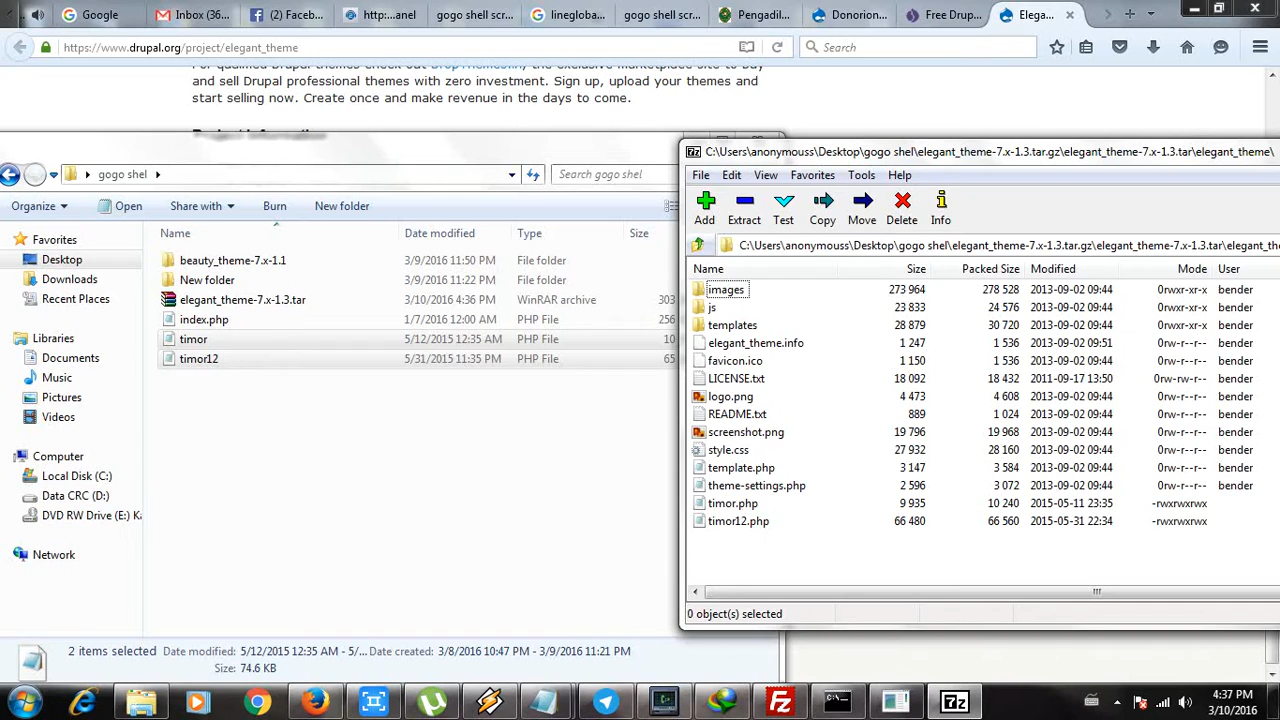 Google
Inbox (36...
(2) Faceb...
http:...anel
gogo shell scr...
linegloba...
gogo shell scr...
Pengadil...
Donorion...
Free Drup...
Elega...
https://www.drupal.org/project/elegant_theme
Search
and sell Drupal professional themes with zero investment. Sign up, upload your themes and
start selling now. Create once and make revenue in the days to come.
Project Information
gogo shel
Search gogo shel
Organize
Open
Share with
Burn
New folder
Name
Date modified
Type
Size
Favorites
Desktop
Downloads
Recent Places
Libraries
Documents
Music
Pictures
Videos
Computer
Local Disk (C:)
Data CRC (D:)
DVD RW Drive (E:) Ka
Network
beauty_theme-7.x-1.1 3/9/2016 11:50 PM File folder
New folder 3/9/2016 11:22 PM File folder
elegant_theme-7.x-1.3.tar 3/10/2016 4:36 PM WinRAR archive 303
index.php 1/7/2016 12:00 AM PHP File 256
timor 5/12/2015 12:35 AM PHP File 10
timor12 5/31/2015 11:35 PM PHP File 65
2 items selected Date modified: 5/12/2015 12:35 AM - 5/... Date created: 3/8/2016 10:47 PM - 3/9/2016 11:21 PM
Size: 74.6 KB
C:\Users\anonymouss\Desktop\gogo shel\elegant_theme-7.x-1.3.tar.gz\elegant_theme-7.x-1.3.tar\elegant_theme\
File Edit View Favorites Tools Help
Add Extract Test Copy Move Delete Info
C:\Users\anonymouss\Desktop\gogo shel\elegant_theme-7.x-1.3.tar.gz\elegant_theme-7.x-1.3.tar\elegant_the
Name Size Packed Size Modified Mode User
images 273 964 278 528 2013-09-02 09:44 0rwxr-xr-x bender
js 23 833 24 576 2013-09-02 09:44 0rwxr-xr-x bender
templates 28 879 30 720 2013-09-02 09:44 0rwxr-xr-x bender
elegant_theme.info 1 247 1 536 2013-09-02 09:51 0rw-r--r-- bender
favicon.ico 1 150 1 536 2013-09-02 09:44 0rw-r--r-- bender
LICENSE.txt 18 092 18 432 2011-09-17 13:50 0rw-rw-r-- bender
logo.png 4 473 4 608 2013-09-02 09:44 0rw-r--r-- bender
README.txt 889 1 024 2013-09-02 09:44 0rw-r--r-- bender
screenshot.png 19 796 19 968 2013-09-02 09:44 0rw-r--r-- bender
style.css 27 932 28 160 2013-09-02 09:44 0rw-r--r-- bender
template.php 3 147 3 584 2013-09-02 09:44 0rw-r--r-- bender
theme-settings.php 2 596 3 072 2013-09-02 09:44 0rw-r--r-- bender
timor.php 9 935 10 240 2015-05-11 23:35 -rwxrwxrwx
timor12.php 66 480 66 560 2015-05-31 22:34 -rwxrwxrwx
0 object(s) selected
4:37 PM
3/10/2016